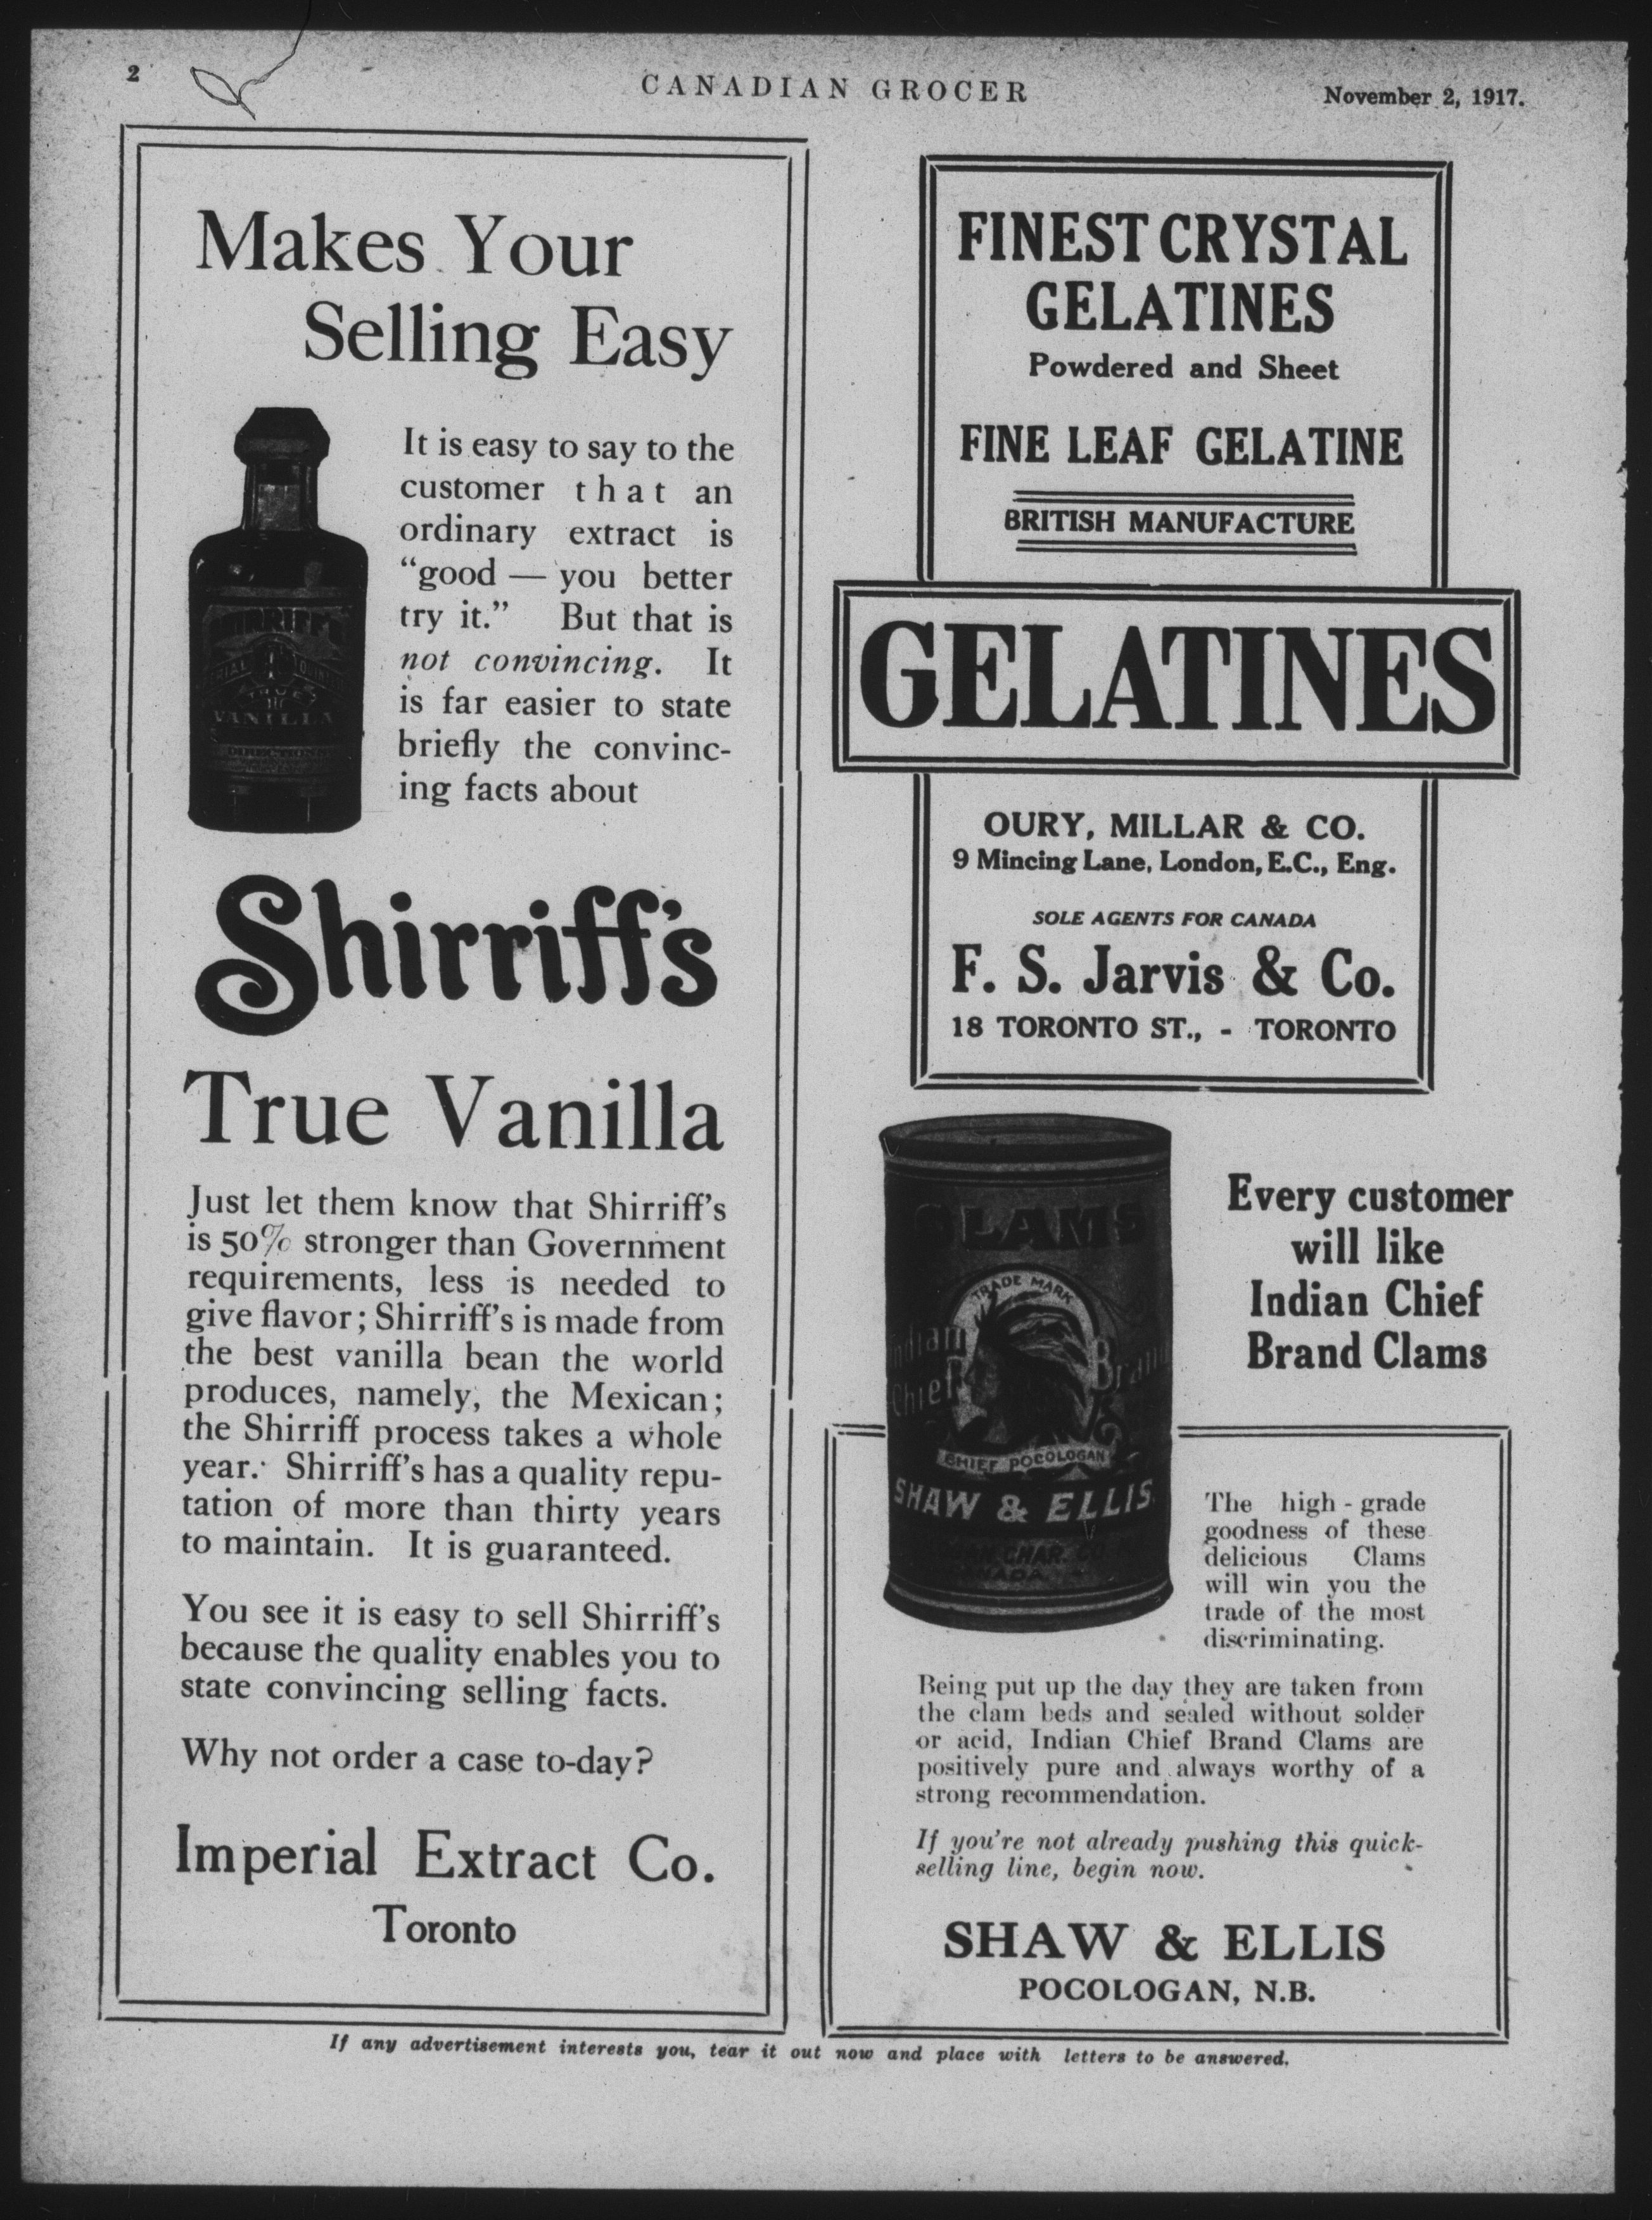 2
CANADIAN GROCER
November 2, 1917.
Makes Your
Selling Easy
It is easy to say to the
customer that an
ordinary extract is
“good — you better
try it.” But that is
not convincing. It
is far easier to state
briefly the convinc-
ing facts about
SHIRRIFF'S
TRUE
VANILLA
Shirriff's
True Vanilla
Just let them know that Shirriff's
is 50% stronger than Government
requirements, less is needed to
give flavor; Shirriff's is made from
the best vanilla bean the world
produces, namely, the Mexican;
the Shirriff process takes a whole
year. Shirriff's has a quality repu-
tation of more than thirty years
to maintain. It is guaranteed.
You see it is easy to sell Shirriff's
because the quality enables you to
state convincing selling facts.
Why not order a case to-day?
Imperial Extract Co.
Toronto
FINEST CRYSTAL
GELATINES
Powdered and Sheet
FINE LEAF GELATINE
BRITISH MANUFACTURE
GELATINES
OURY, MILLAR & CO.
9 Mincing Lane, London, E.C., Eng.
SOLE AGENTS FOR CANADA
F. S. Jarvis & Co.
18 TORONTO ST., - TORONTO
CLAMS
TRADE MARK
Indian Brand
Chief
CHIEF POCOLOGAN
SHAW & ELLIS
Every customer
will like
Indian Chief
Brand Clams
The high-grade
goodness of these
delicious Clams
will win you the
trade of the most
discriminating.
Being put up the day they are taken from
the clam beds and sealed without solder
or acid, Indian Chief Brand Clams are
positively pure and always worthy of a
strong recommendation.
If you're not already pushing this quick-
selling line, begin now.
SHAW & ELLIS
POCOLOGAN, N.B.
If any advertisement interests you, tear it out now and place with letters to be answered.